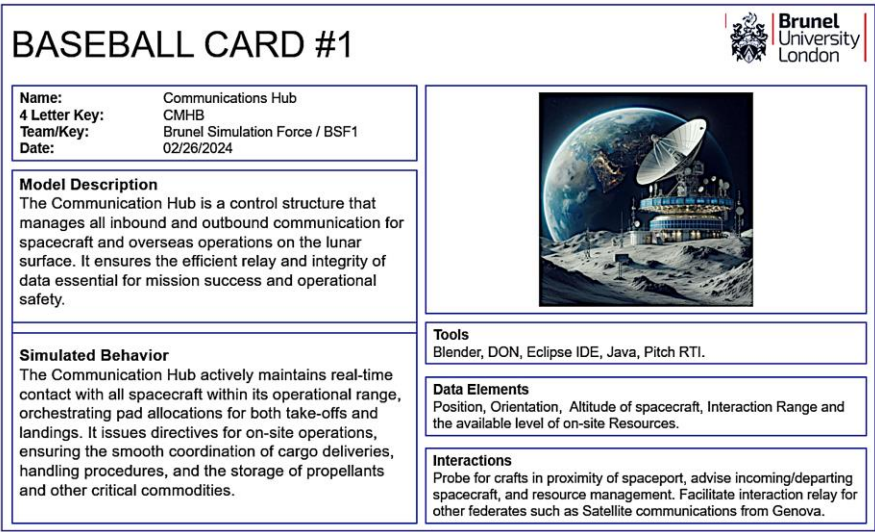 BASEBALL CARD #1
Brunel
University
London
Name: Communications Hub
4 Letter Key: CMHB
Team/Key: Brunel Simulation Force / BSF1
Date: 02/26/2024
Model Description
The Communication Hub is a control structure that
manages all inbound and outbound communication for
spacecraft and overseas operations on the lunar
surface. It ensures the efficient relay and integrity of
data essential for mission success and operational
safety.
Simulated Behavior
The Communication Hub actively maintains real-time
contact with all spacecraft within its operational range,
orchestrating pad allocations for both take-offs and
landings. It issues directives for on-site operations,
ensuring the smooth coordination of cargo deliveries,
handling procedures, and the storage of propellants
and other critical commodities.
Tools
Blender, DON, Eclipse IDE, Java, Pitch RTI.
Data Elements
Position, Orientation, Altitude of spacecraft, Interaction Range and
the available level of on-site Resources.
Interactions
Probe for crafts in proximity of spaceport, advise incoming/departing
spacecraft, and resource management. Facilitate interaction relay for
other federates such as Satellite communications from Genova.